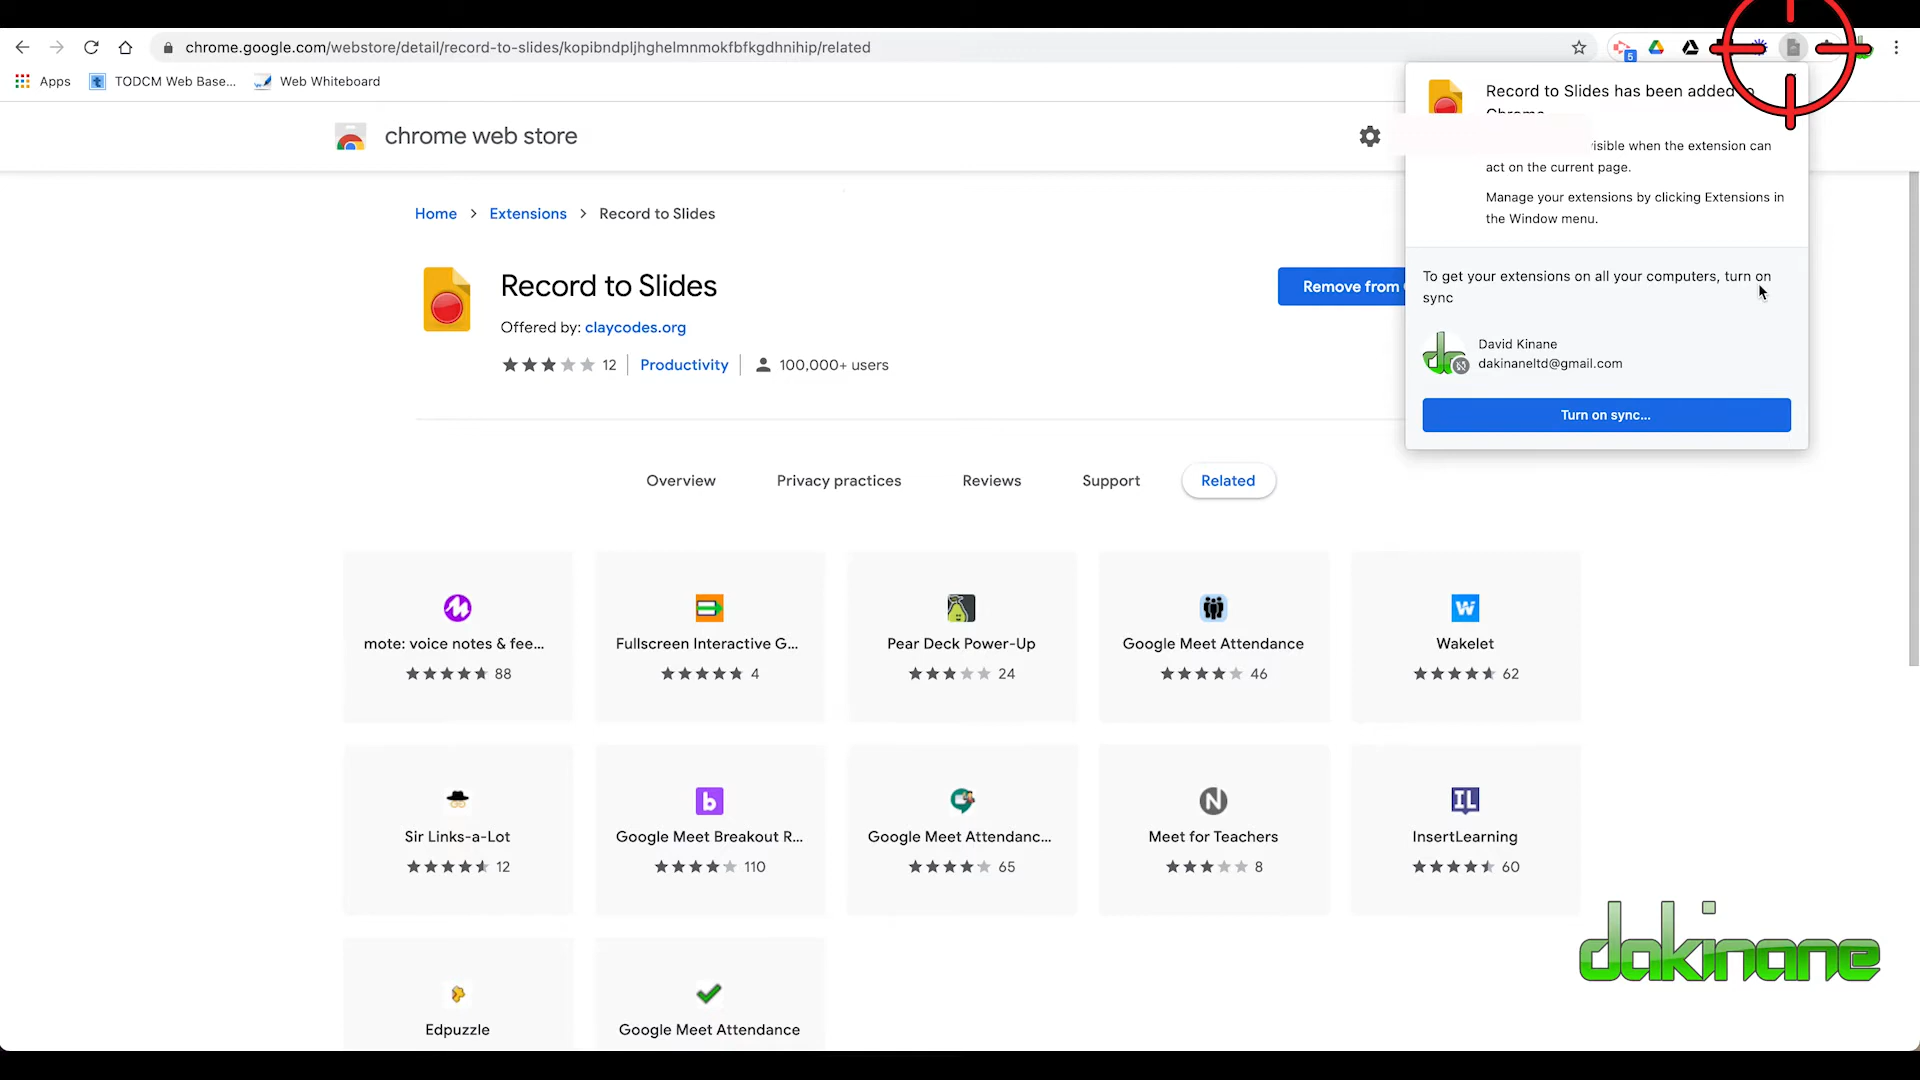 chrome.google.com/webstore/detail/record-to-slides/kopibndpljhghelmnmokfbfkgdhnihip/related
5
Apps
TODCM Web Base...
Web Whiteboard
chrome web store
Record to Slides has been added
Chrome
visible when the extension can
act on the current page.
Manage your extensions by clicking Extensions in
the Window menu.
To get your extensions on all your computers, turn on
sync
David Kinane
dakinaneltd@gmail.com
Turn on sync...
Home > Extensions > Record to Slides
Record to Slides
Remove from
Offered by: claycodes.org
12
Productivity
100,000+ users
Overview
Privacy practices
Reviews
Support
Related
mote: voice notes & fee...
88
Fullscreen Interactive G...
4
Pear Deck Power-Up
24
Google Meet Attendance
46
W
Wakelet
62
Sir Links-a-Lot
12
b
Google Meet Breakout R...
110
Google Meet Attendanc...
65
N
Meet for Teachers
8
IL
InsertLearning
60
Edpuzzle
Google Meet Attendance
dakinane